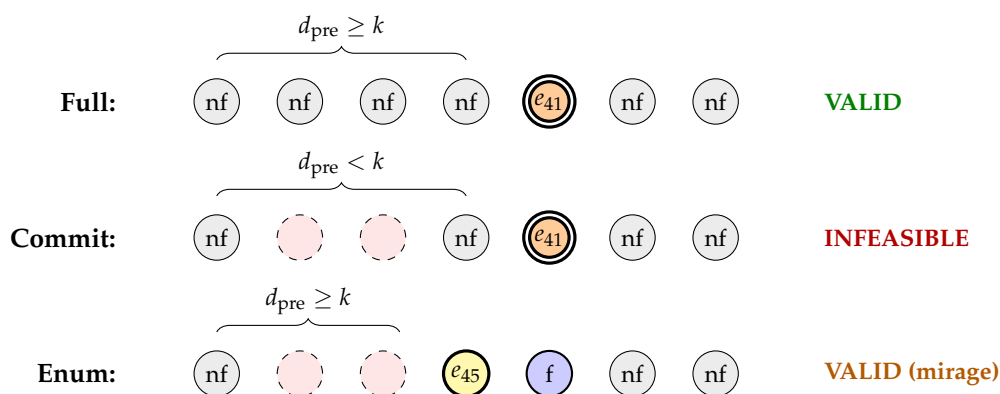 d_pre ≥ k
Full: nf nf nf nf e_41 nf nf VALID
d_pre < k
Commit: nf nf e_41 nf nf INFEASIBLE
d_pre ≥ k
Enum: nf e_45 f nf nf VALID (mirage)